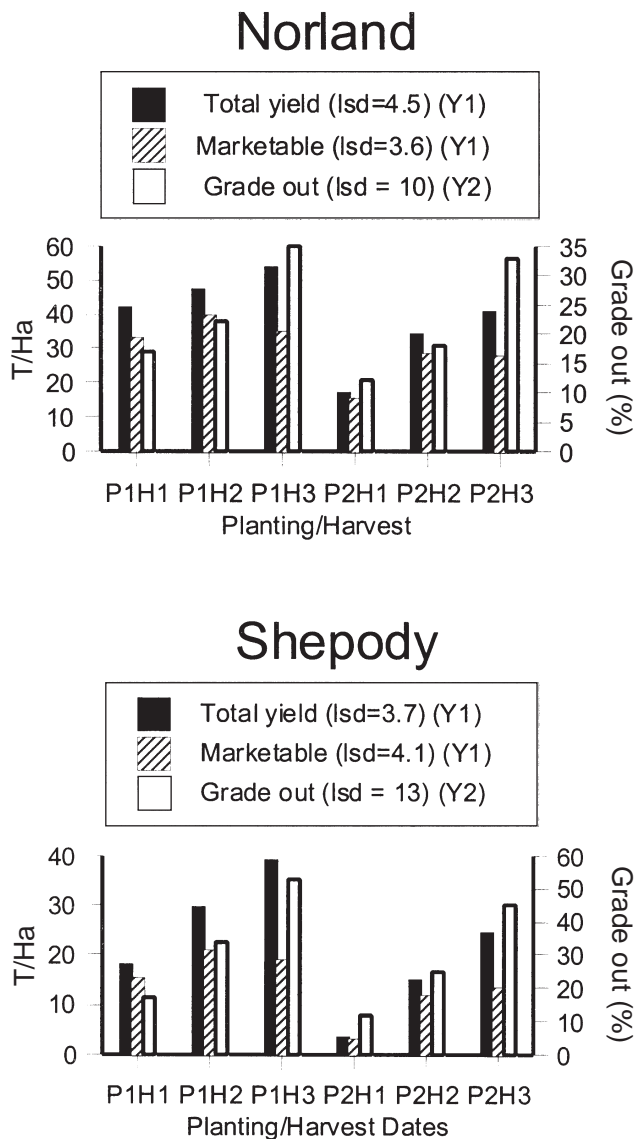 Norland
Total yield (lsd=4.5) (Y1)
Marketable (lsd=3.6) (Y1)
Grade out (lsd = 10) (Y2)
60
50
40
30
20
10
0
T/Ha
35
30
25
20
15
10
5
0
Grade out (%)
P1H1 P1H2 P1H3 P2H1 P2H2 P2H3
Planting/Harvest
Shepody
Total yield (lsd=3.7) (Y1)
Marketable (lsd=4.1) (Y1)
Grade out (lsd = 13) (Y2)
40
30
20
10
0
T/Ha
60
50
40
30
20
10
0
Grade out (%)
P1H1 P1H2 P1H3 P2H1 P2H2 P2H3
Planting/Harvest Dates